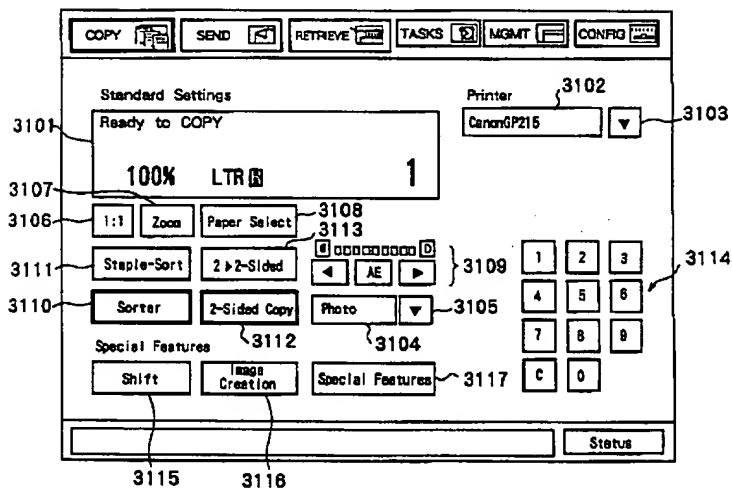 COPY SEND RETRIEVE TASKS MGMT CONFIG
Standard Settings
Printer
3102
3101
Ready to COPY
CanonGP215
▼
3103
100% LTR R 1
3107
3106
1:1
Zoom
Paper Select
3108
3113
3111
Staple-Sort
2▶2-Sided
D
◀ AE ▶
3109
1 2 3
3114
3110
Sorter
2-Sided Copy
Photo
▼
3105
4 5 6
3112
3104
7 8 9
Special Features
Shift
Image
Creation
Special Features
3117
C 0
Status
3115
3116